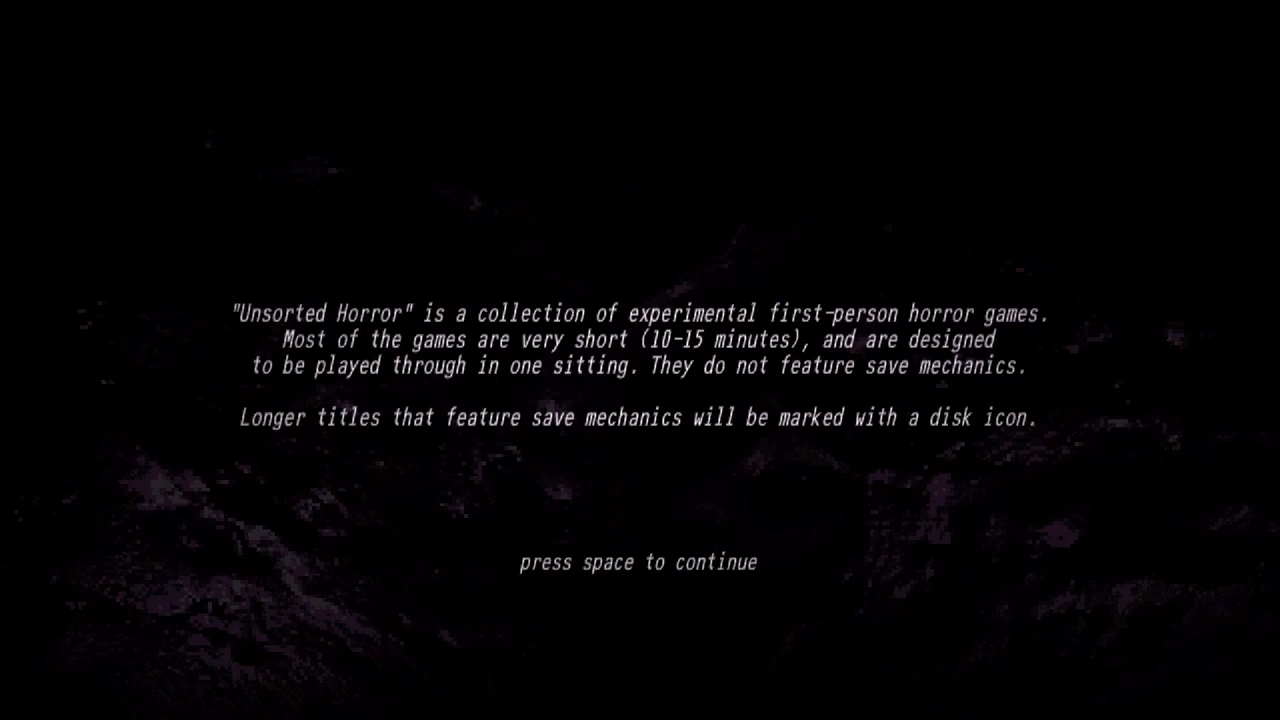 "Unsorted Horror" is a collection of experimental first-person horror games.
Most of the games are very short (10-15 minutes), and are designed
to be played through in one sitting. They do not feature save mechanics.
Longer titles that feature save mechanics will be marked with a disk icon.
press space to continue